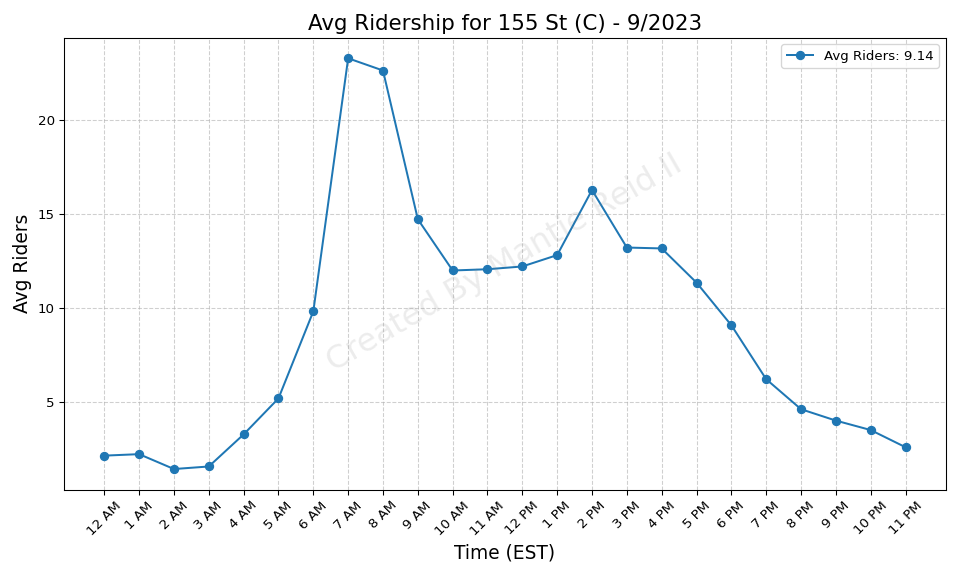 Avg Ridership for 155 St (C) - 9/2023
Avg Riders: 9.14
Avg Riders
20
15
10
5
Created By Mantic Reid II
12 AM
1 AM
2 AM
3 AM
4 AM
5 AM
6 AM
7 AM
8 AM
9 AM
10 AM
11 AM
12 PM
1 PM
2 PM
3 PM
4 PM
5 PM
6 PM
7 PM
8 PM
9 PM
10 PM
11 PM
Time (EST)